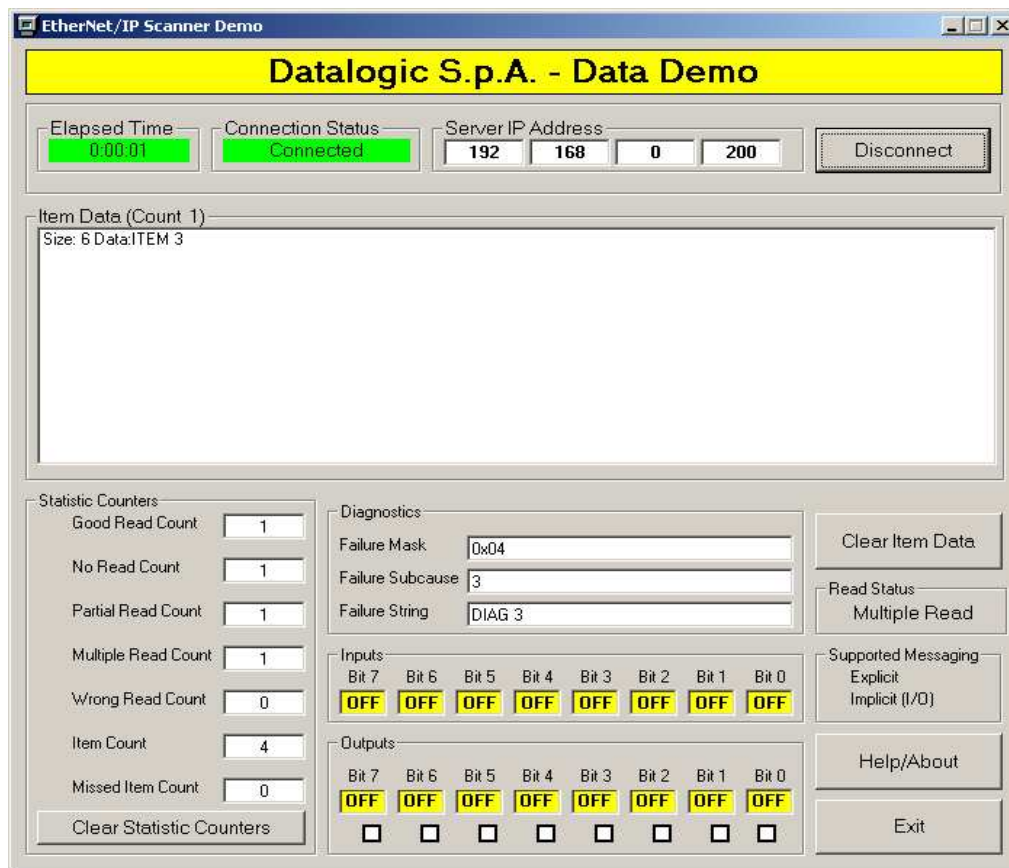 EtherNet/IP Scanner Demo
Datalogic S.p.A. - Data Demo
Elapsed Time
0:00:01
Connection Status
Connected
Server IP Address
192 168 0 200
Disconnect
Item Data (Count 1)
Size: 6 Data:ITEM 3
Statistic Counters
Good Read Count 1
No Read Count 1
Partial Read Count 1
Multiple Read Count 1
Wrong Read Count 0
Item Count 4
Missed Item Count 0
Clear Statistic Counters
Diagnostics
Failure Mask 0x04
Failure Subcause 3
Failure String DIAG 3
Inputs
Bit 7 Bit 6 Bit 5 Bit 4 Bit 3 Bit 2 Bit 1 Bit 0
OFF OFF OFF OFF OFF OFF OFF OFF
Outputs
Bit 7 Bit 6 Bit 5 Bit 4 Bit 3 Bit 2 Bit 1 Bit 0
OFF OFF OFF OFF OFF OFF OFF OFF
Clear Item Data
Read Status
Multiple Read
Supported Messaging
Explicit
Implicit (I/O)
Help/About
Exit